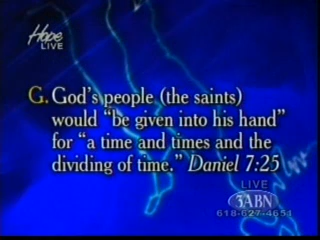 Hope
LIVE
G. God's people (the saints)
would "be given into his hand"
for "a time and times and the
dividing of time." Daniel 7:25
LIVE
3ABN
618-627-4651